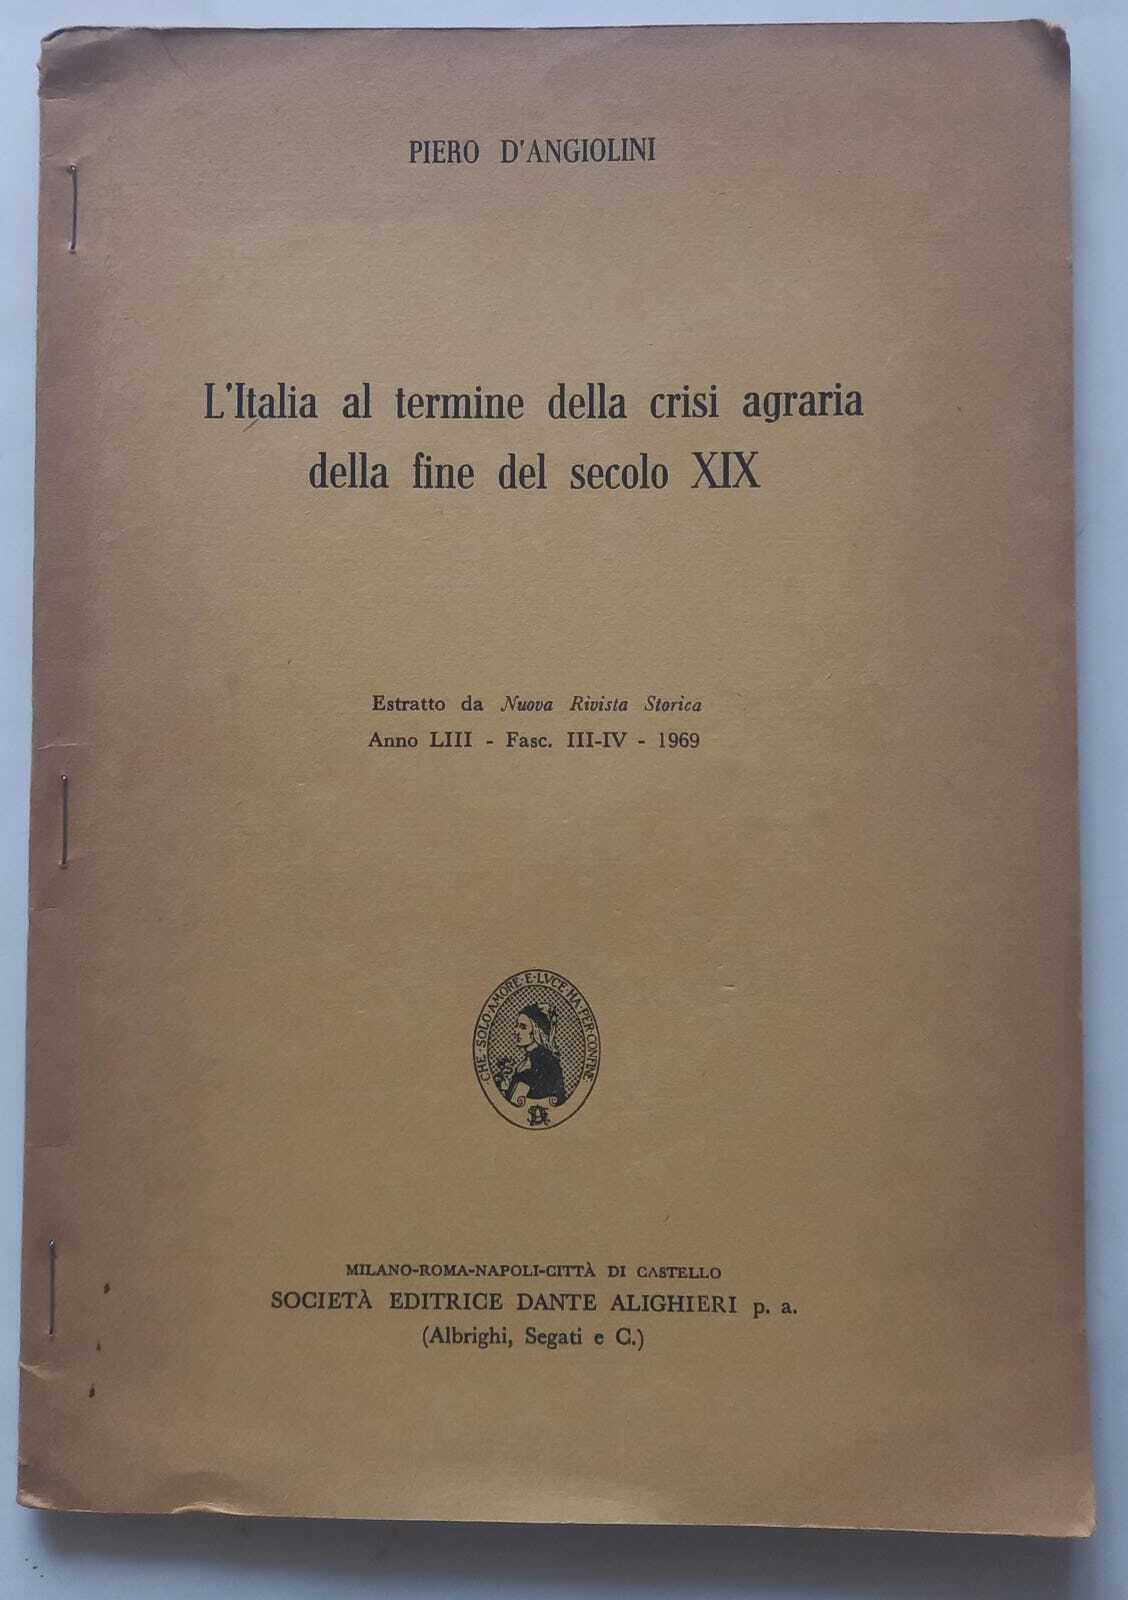 PIERO D'ANGIOLINI
L'Italia al termine della crisi agraria
della fine del secolo XIX
Estratto da Nuova Rivista Storica
Anno LIII - Fasc. III-IV - 1969
CHE·SOLO·AMORE·E·LVCE·HA·PER·CONFINE
MILANO-ROMA-NAPOLI-CITTÀ DI CASTELLO
SOCIETÀ EDITRICE DANTE ALIGHIERI p. a.
(Albrighi, Segati e C.)